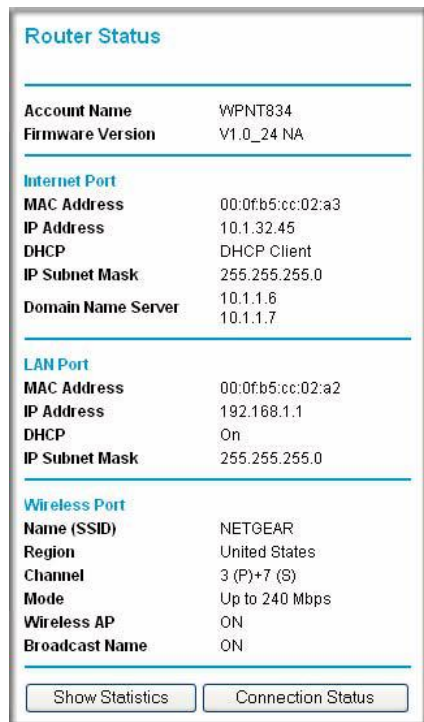 Router Status
Account Name WPNT834
Firmware Version V1.0_24 NA
Internet Port
MAC Address 00:0f:b5:cc:02:a3
IP Address 10.1.32.45
DHCP DHCP Client
IP Subnet Mask 255.255.255.0
Domain Name Server 10.1.1.6
10.1.1.7
LAN Port
MAC Address 00:0f:b5:cc:02:a2
IP Address 192.168.1.1
DHCP On
IP Subnet Mask 255.255.255.0
Wireless Port
Name (SSID) NETGEAR
Region United States
Channel 3 (P)+7 (S)
Mode Up to 240 Mbps
Wireless AP ON
Broadcast Name ON
Show Statistics Connection Status